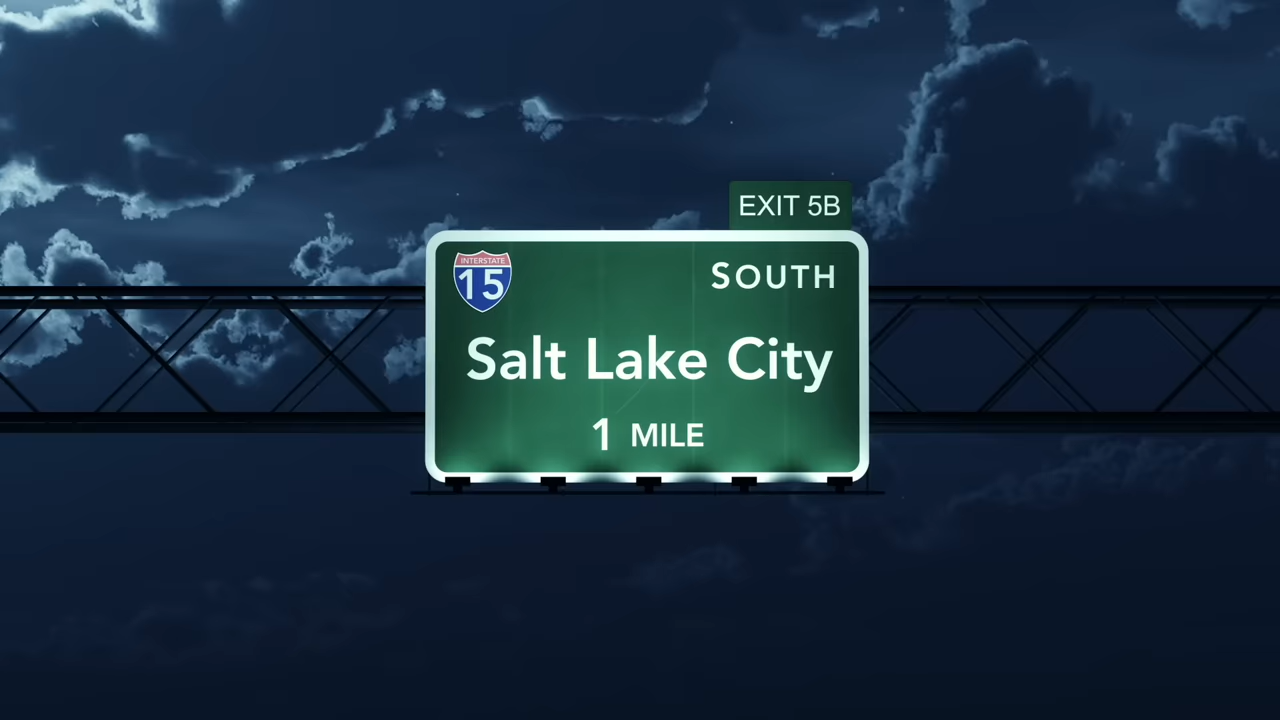 EXIT 5B
INTERSTATE
15
SOUTH
Salt Lake City
1 MILE